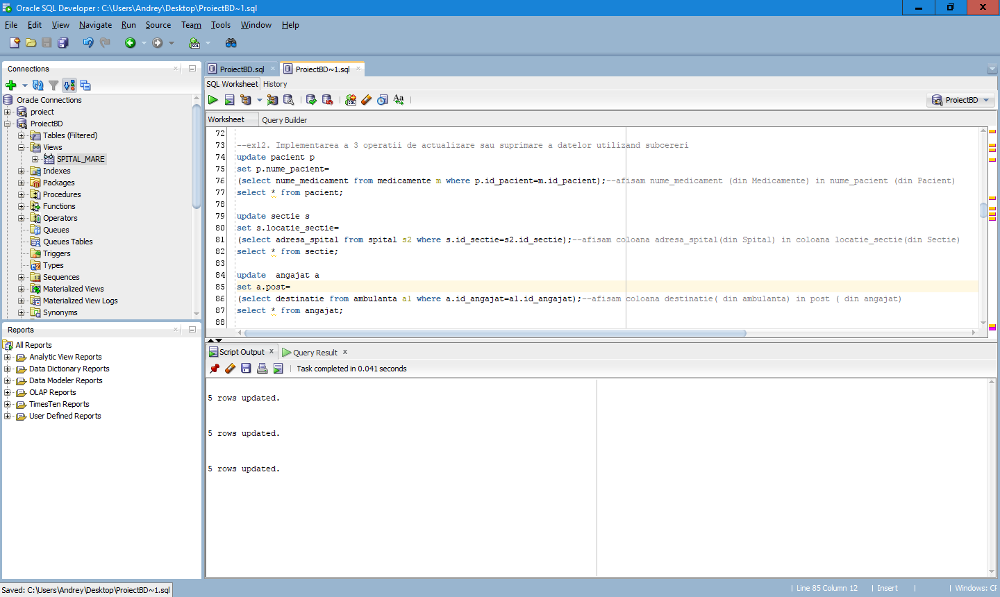 Oracle SQL Developer : C:\Users\Andrey\Desktop\ProiectBD~1.sql
File Edit View Navigate Run Source Team Tools Window Help
Connections
Oracle Connections
proiect
ProiectBD
Tables (Filtered)
Views
SPITAL_MARE
Indexes
Packages
Procedures
Functions
Operators
Queues
Queues Tables
Triggers
Types
Sequences
Materialized Views
Materialized View Logs
Synonyms
Reports
All Reports
Analytic View Reports
Data Dictionary Reports
Data Modeler Reports
OLAP Reports
TimesTen Reports
User Defined Reports
ProiectBD.sql ProiectBD~1.sql
SQL Worksheet History
ProiectBD
Worksheet Query Builder
72
73 --ex12. Implementarea a 3 operatii de actualizare sau suprimare a datelor utilizand subcereri
74 update pacient p
75 set p.nume_pacient=
76 (select nume_medicament from medicamente m where p.id_pacient=m.id_pacient);--afisam nume_medicament (din Medicamente) in nume_pacient (din Pacient)
77 select * from pacient;
78
79 update sectie s
80 set s.locatie_sectie=
81 (select adresa_spital from spital s2 where s.id_sectie=s2.id_sectie);--afisam coloana adresa_spital(din Spital) in coloana locatie_sectie(din Sectie)
82 select * from sectie;
83
84 update  angajat a
85 set a.post=
86 (select destinatie from ambulanta a1 where a.id_angajat=a1.id_angajat);--afisam coloana destinatie( din ambulanta) in post ( din angajat)
87 select * from angajat;
88
Script Output x Query Result x
Task completed in 0.041 seconds
5 rows updated.
5 rows updated.
5 rows updated.
Saved: C:\Users\Andrey\Desktop\ProiectBD~1.sql
Line 85 Column 12 Insert Windows: CF